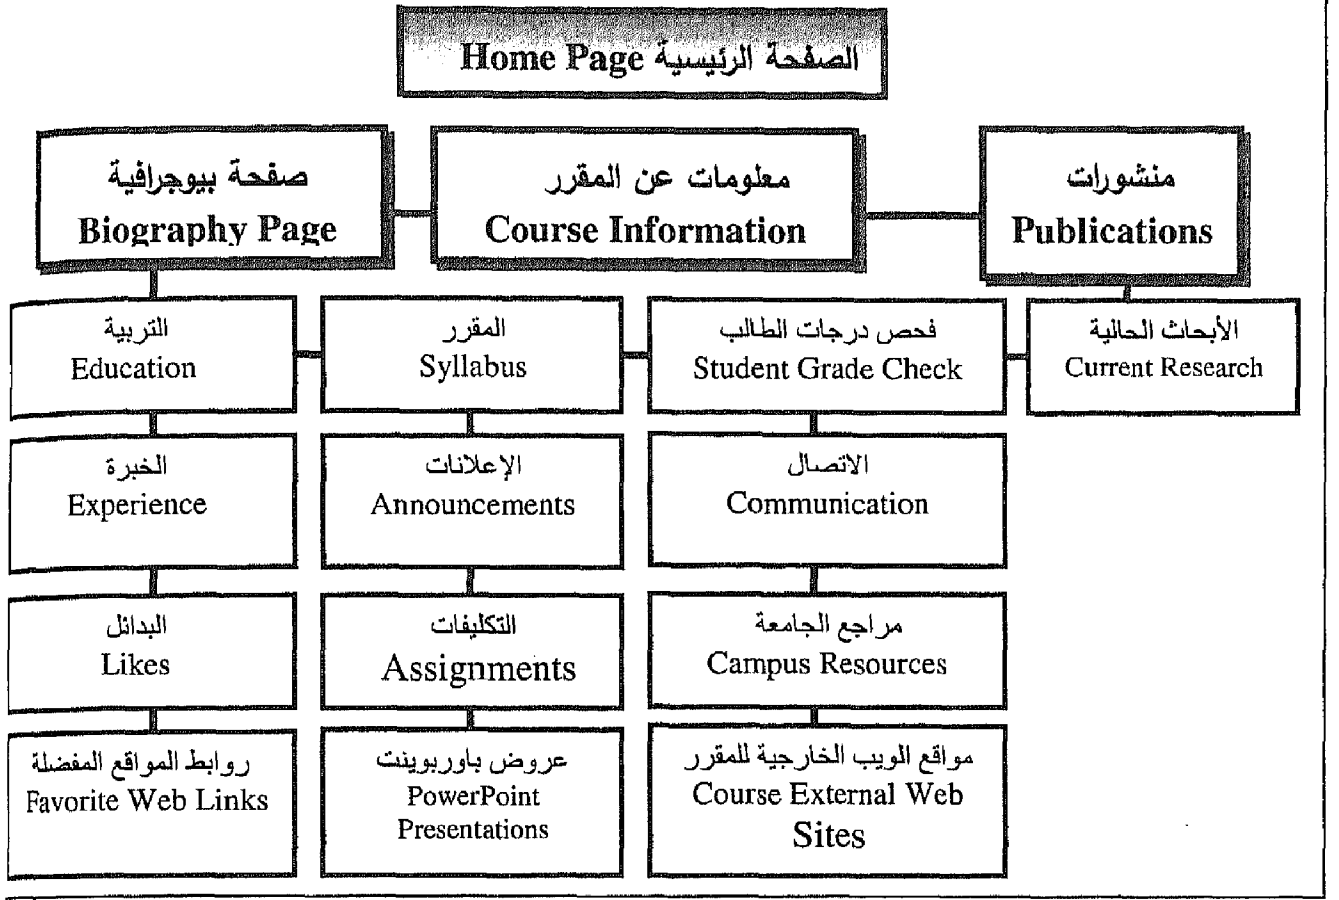 Home Page الصفحة الرئيسية
صفحة بيوجرافية
Biography Page
معلومات عن المقرر
Course Information
منشورات
Publications
التربية
Education
المقرر
Syllabus
فحص درجات الطالب
Student Grade Check
الأبحاث الحالية
Current Research
الخبرة
Experience
الإعلانات
Announcements
الاتصال
Communication
البدائل
Likes
التكليفات
Assignments
مراجع الجامعة
Campus Resources
روابط المواقع المفضلة
Favorite Web Links
عروض باوربوينت
PowerPoint
Presentations
مواقع الويب الخارجية للمقرر
Course External Web
Sites